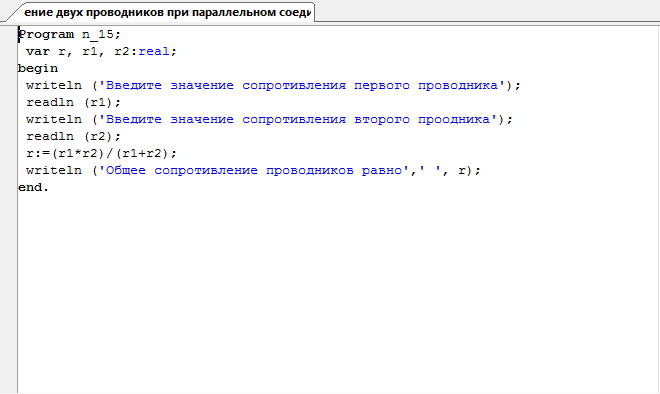 ение двух проводников при параллельном соеди
Program n_15;
var r, r1, r2:real;
begin
writeln ('Введите значение сопротивления первого проводника');
readln (r1);
writeln ('Введите значение сопротивления второго проодника');
readln (r2);
r:=(r1*r2)/(r1+r2);
writeln ('Общее сопротивление проводников равно',' ', r);
end.